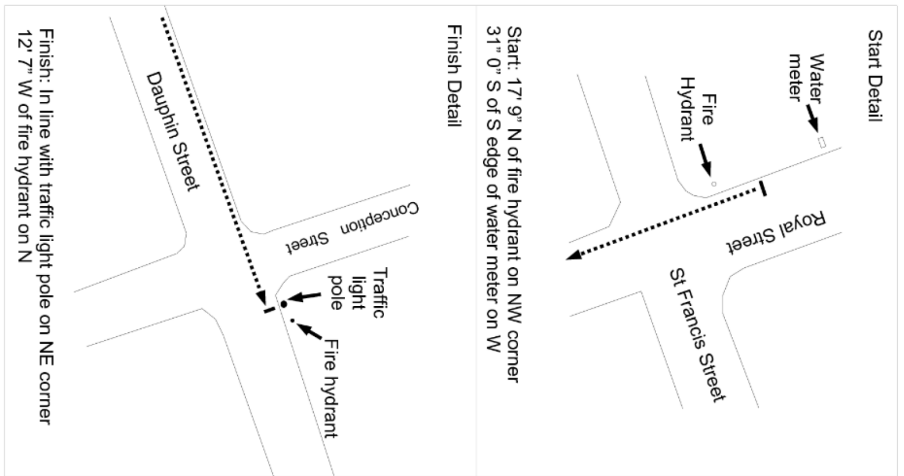 Start Detail
Water
meter
Fire
Hydrant
Royal Street
St Francis Street
Start: 17' 9" N of fire hydrant on NW corner
31" 0" S of S edge of water meter on W
Finish Detail
Conception
Street
Dauphin Street
Traffic
light
pole
Fire hydrant
Finish: In line with traffic light pole on NE corner
12' 7" W of fire hydrant on N